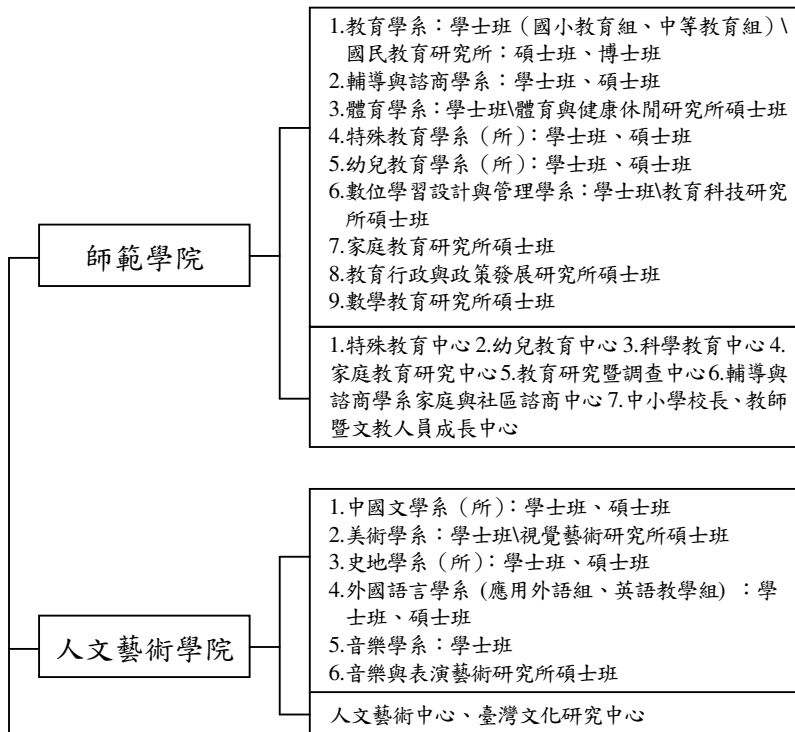 1.教育學系：學士班（國小教育組、中等教育組）\
國民教育研究所：碩士班、博士班
2.輔導與諮商學系：學士班、碩士班
3.體育學系：學士班\體育與健康休閒研究所碩士班
4.特殊教育學系（所）：學士班、碩士班
5.幼兒教育學系（所）：學士班、碩士班
6.數位學習設計與管理學系：學士班\教育科技研究
所碩士班
7.家庭教育研究所碩士班
8.教育行政與政策發展研究所碩士班
9.數學教育研究所碩士班
師範學院
1.特殊教育中心 2.幼兒教育中心 3.科學教育中心 4.
家庭教育研究中心 5.教育研究暨調查中心 6.輔導與
諮商學系家庭與社區諮商中心 7.中小學校長、教師
暨文教人員成長中心
1.中國文學系（所）：學士班、碩士班
2.美術學系：學士班\視覺藝術研究所碩士班
3.史地學系（所）：學士班、碩士班
4.外國語言學系 (應用外語組、英語教學組) ：學
士班、碩士班
5.音樂學系：學士班
6.音樂與表演藝術研究所碩士班
人文藝術學院
人文藝術中心、臺灣文化研究中心